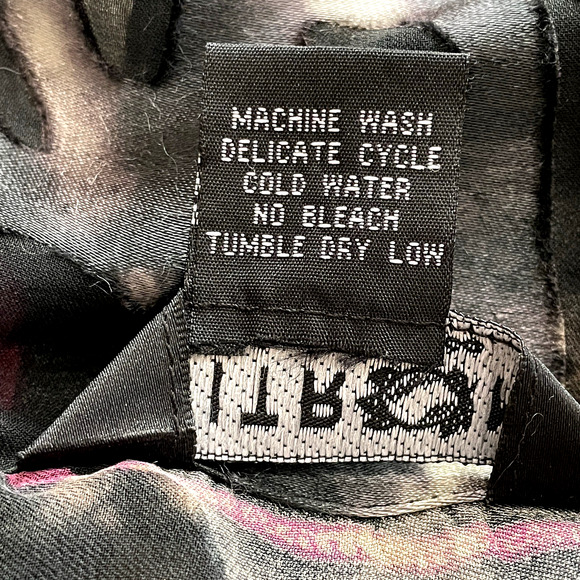 MACHINE WASH
DELICATE CYCLE
COLD WATER
NO BLEACH
TUMBLE DRY LOW